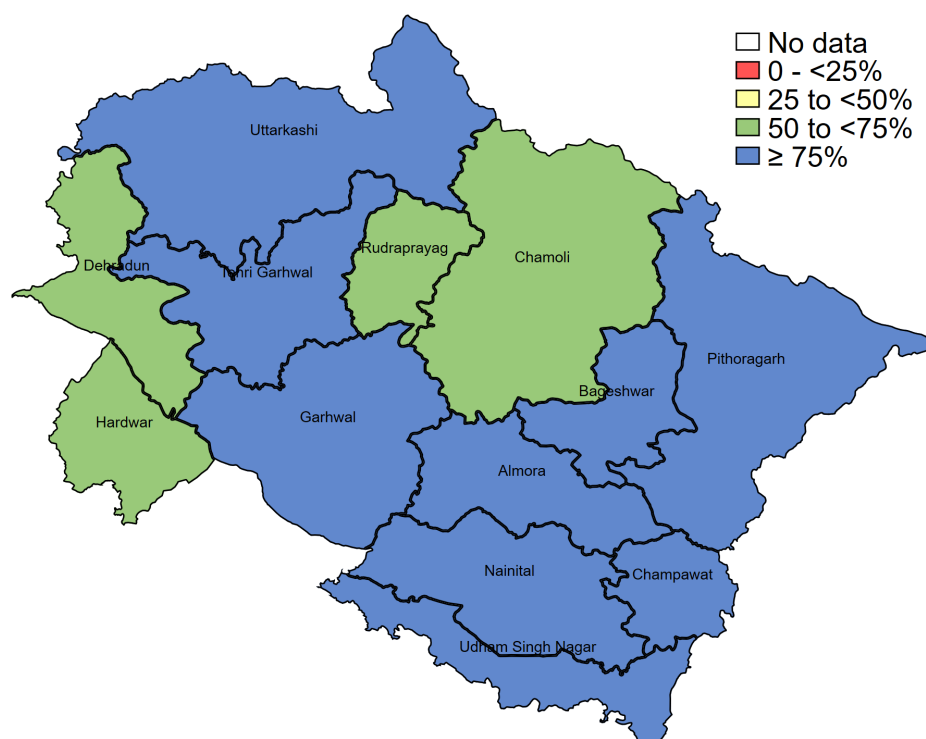 No data
0 - <25%
25 to <50%
50 to <75%
≥ 75%
Uttarkashi
Rudraprayag
Chamoli
Dehradun
Tehri Garhwal
Pithoragarh
Bageshwar
Garhwal
Hardwar
Almora
Nainital
Champawat
Udham Singh Nagar